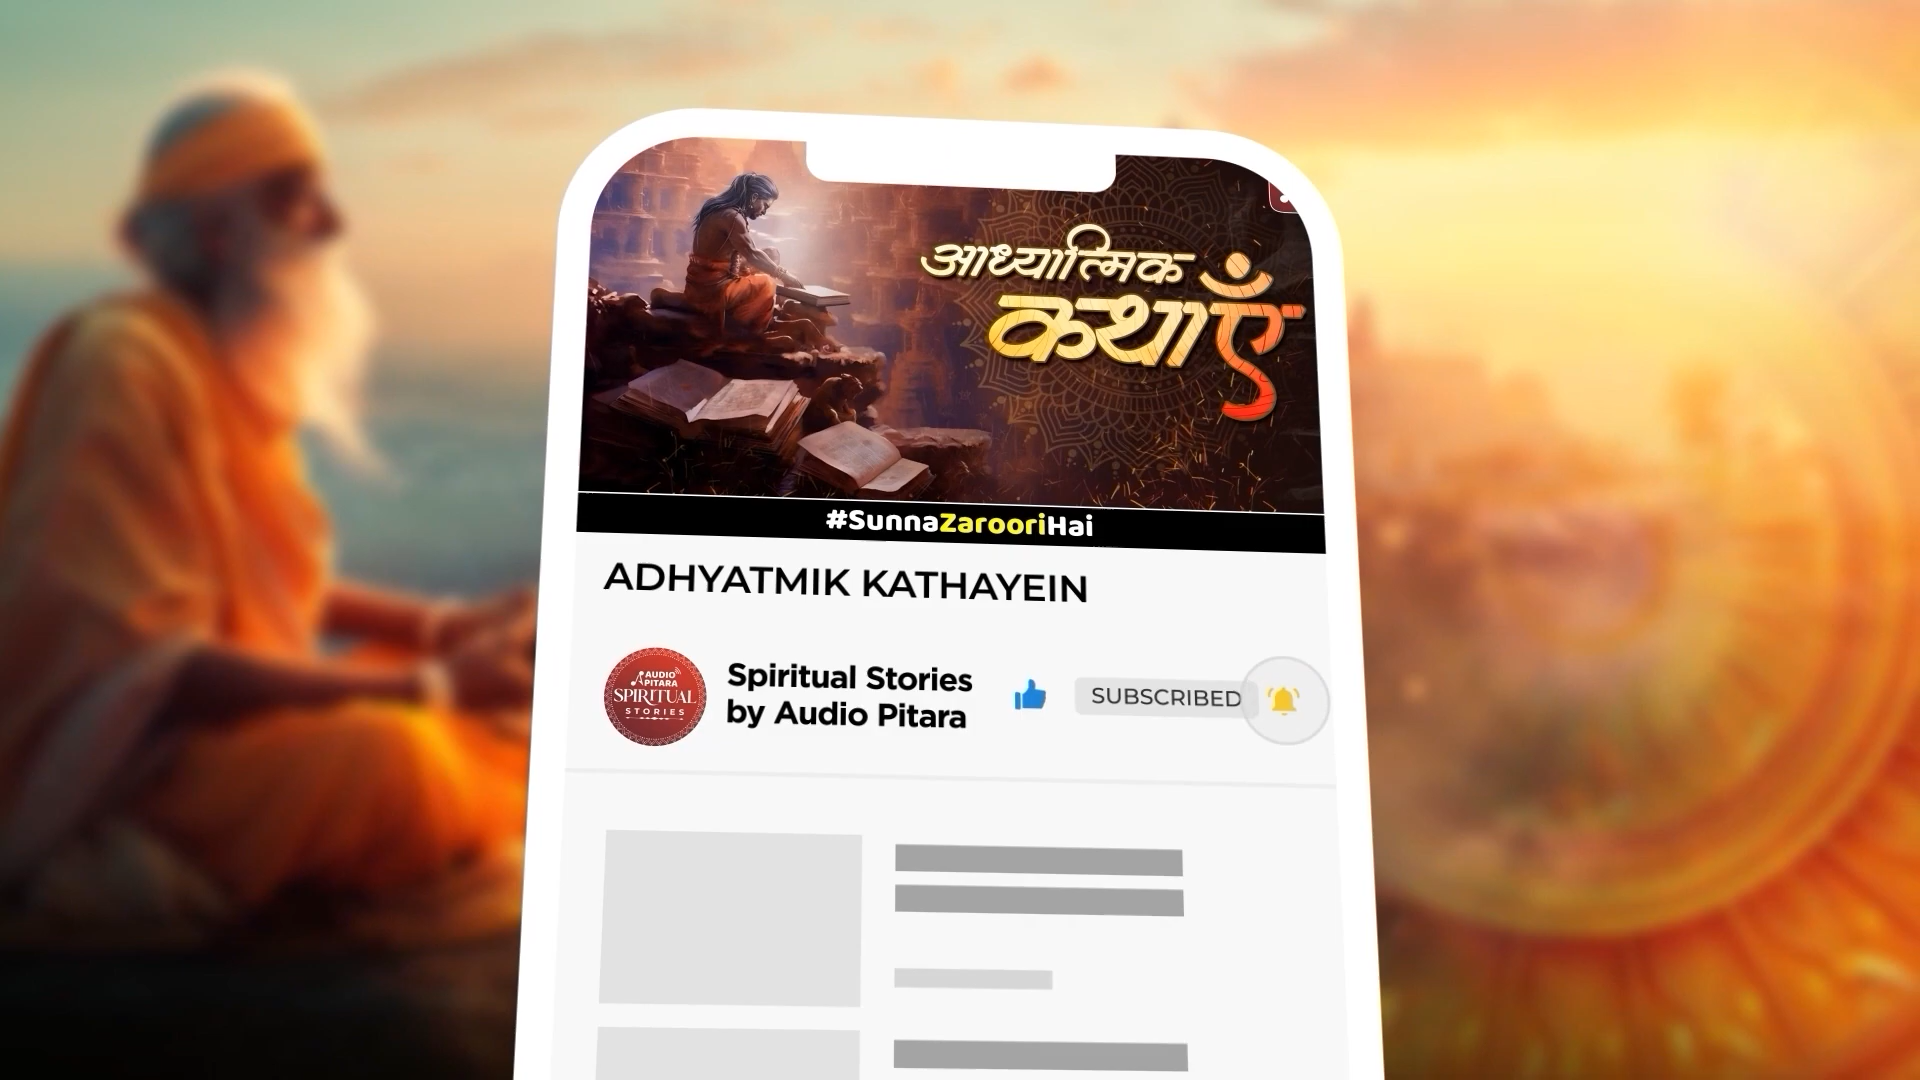 आध्यात्मिक
कथाएँ
#SunnaZarooriHai
ADHYATMIK KATHAYEIN
AUDIO
PITARA
SPIRITUAL
STORIES
Spiritual Stories
by Audio Pitara
SUBSCRIBED